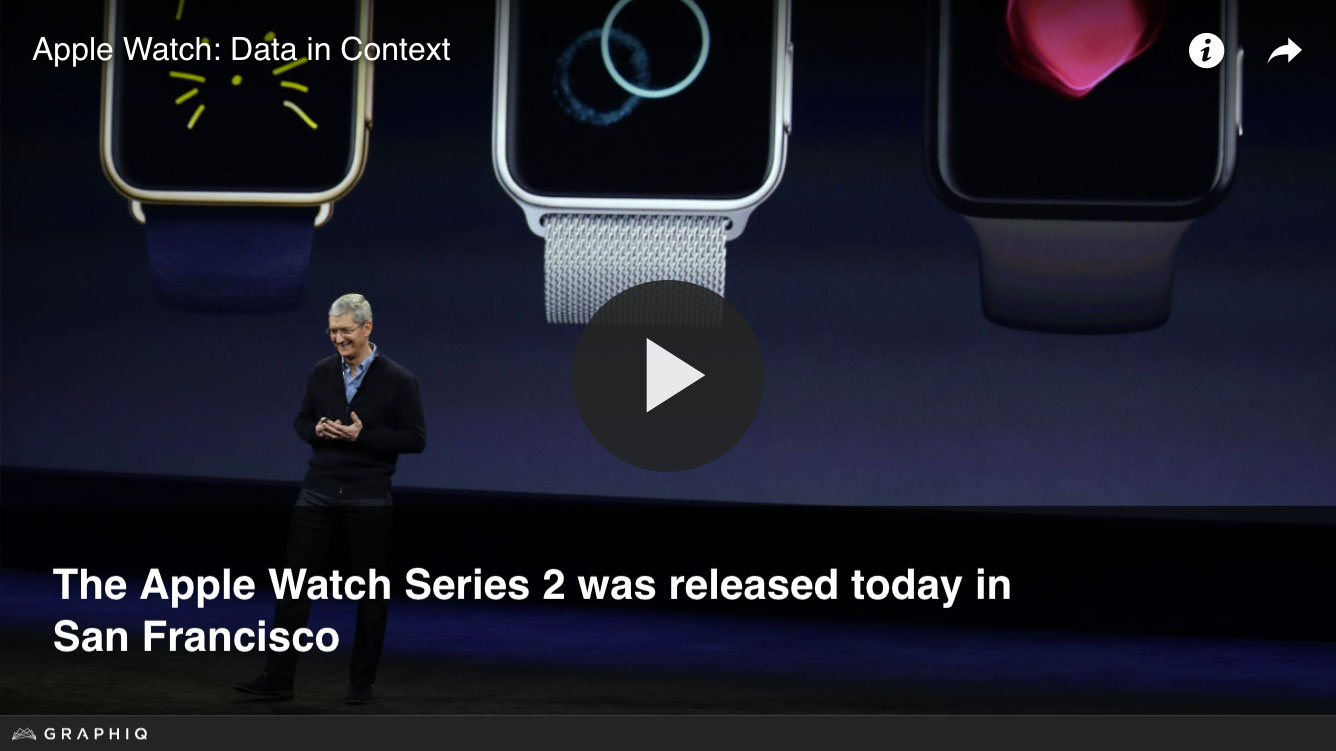 Apple Watch: Data in Context
The Apple Watch Series 2 was released today in
San Francisco
GRAPHIQ